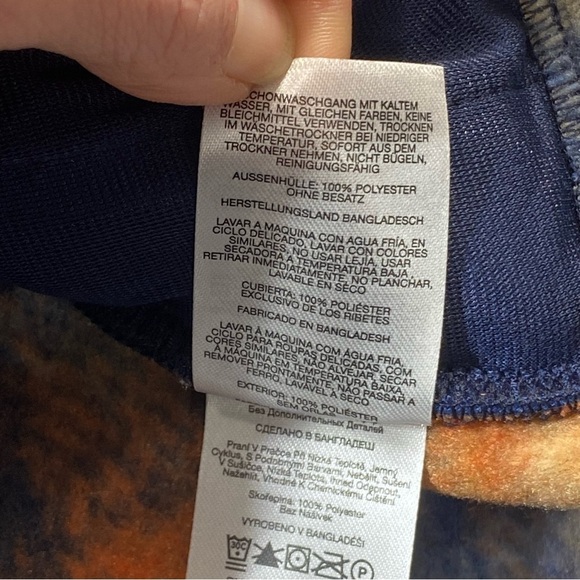 SCHONWASCHGANG MIT KALTEM
WASSER, MIT GLEICHEN FARBEN, KEINE
BLEICHMITTEL VERWENDEN, TROCKNEN
IM WÄSCHETROCKNER BEI NIEDRIGER
TEMPERATUR, SOFORT AUS DEM
TROCKNER NEHMEN, NICHT BÜGELN,
REINIGUNGSFÄHIG
AUSSENHÜLLE: 100% POLYESTER
OHNE BESATZ
HERSTELLUNGSLAND BANGLADESCH
LAVAR A MAQUINA CON AGUA FRÍA, EN
CICLO DELICADO, LAVAR CON COLORES
SIMILARES, NO USAR LEJÍA, USAR
SECADORA A TEMPERATURA BAJA,
RETIRAR INMEDIATAMENTE, NO PLANCHAR,
LAVABLE EN SECO
CUBIERTA: 100% POLIÉSTER
EXCLUSIVO DE LOS RIBETES
FABRICADO EN BANGLADESH
LAVAR À MAQUINA COM ÁGUA FRIA,
CICLO PARA ROUPAS DELICADAS, COM
CORES SIMILARES, NÃO ALVEJAR, SECAR
A MAQUINA EM TEMPERATURA BAIXA,
REMOVER PRONTAMENTE, NÃO PASSAR A
FERRO, LAVÁVEL À SECO
EXTERIOR: 100% POLIÉSTER
SEM
Без Дополнительных Деталей
СДЕЛАНО В БАНГЛАДЕШ
Praní V Pračce Při Nízké Teplotě, Jemný
Cyklus, S Podobnými Barvami, Nebělit, Sušení
V Sušičce, Nízká Teplota, Ihned Odepnout,
Nežehlit, Vhodné K Chemickému Čištění
Skořepina: 100% Polyester
Bez Nášivek
VYROBENO V BANGLADÉŠI
30C P